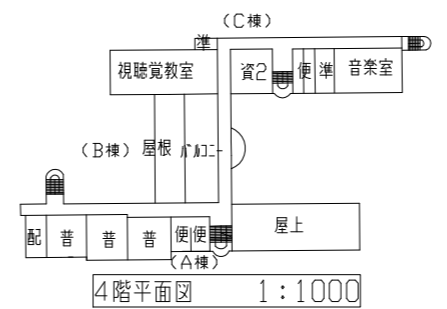 (C棟)
準
視聴覚教室 資2 便 準 音楽室
(B棟) 屋根 バルコニー
配 普 普 普 便 便 屋上
(A棟)
4階平面図 1:1000